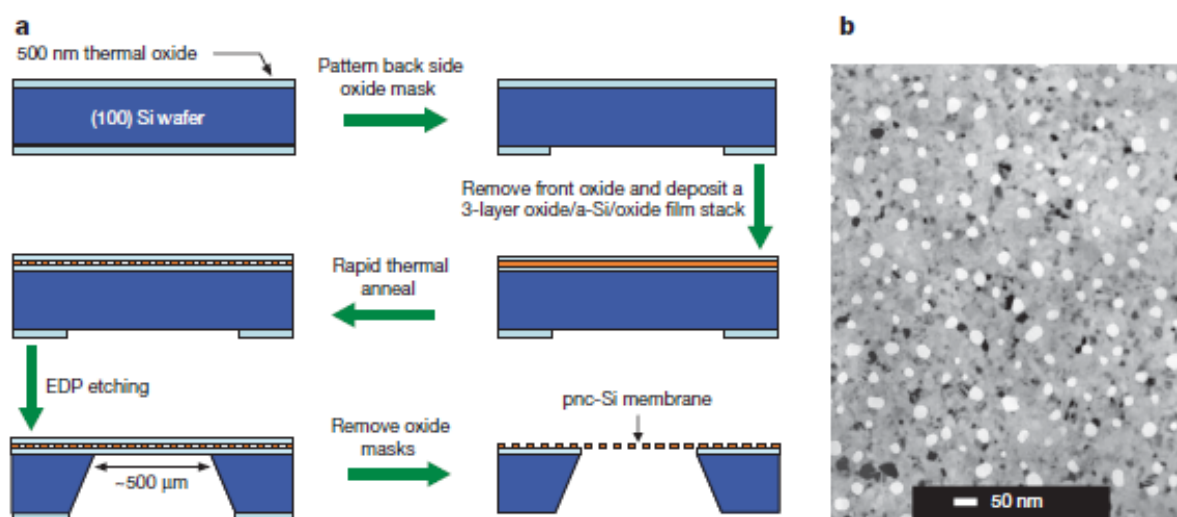 a
b
500 nm thermal oxide
Pattern back side
oxide mask
(100) Si wafer
Remove front oxide and deposit a
3-layer oxide/a-Si/oxide film stack
Rapid thermal
anneal
EDP etching
pnc-Si membrane
Remove oxide
masks
~500 μm
50 nm